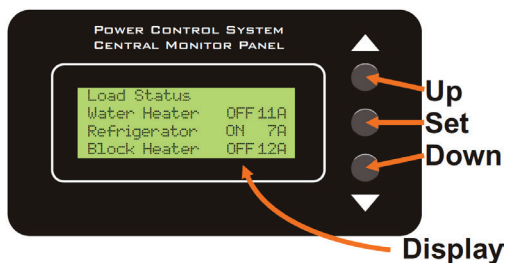 Power Control System
Central Monitor Panel
Load Status
Water Heater OFF 11A
Refrigerator ON 7A
Block Heater OFF 12A
Up
Set
Down
Display